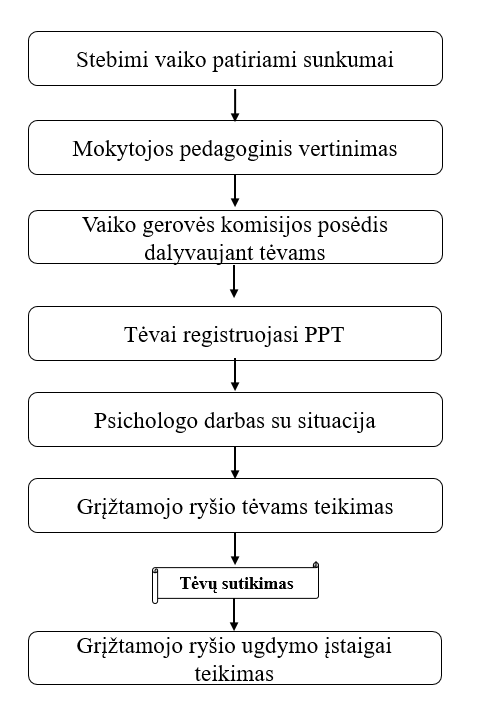 Stebimi vaiko patiriami sunkumai
Mokytojos pedagoginis vertinimas
Vaiko gerovės komisijos posėdis
dalyvaujant tėvams
Tėvai registruojasi PPT
Psichologo darbas su situacija
Grįžtamojo ryšio tėvams teikimas
Tėvų sutikimas
Grįžtamojo ryšio ugdymo įstaigai
teikimas